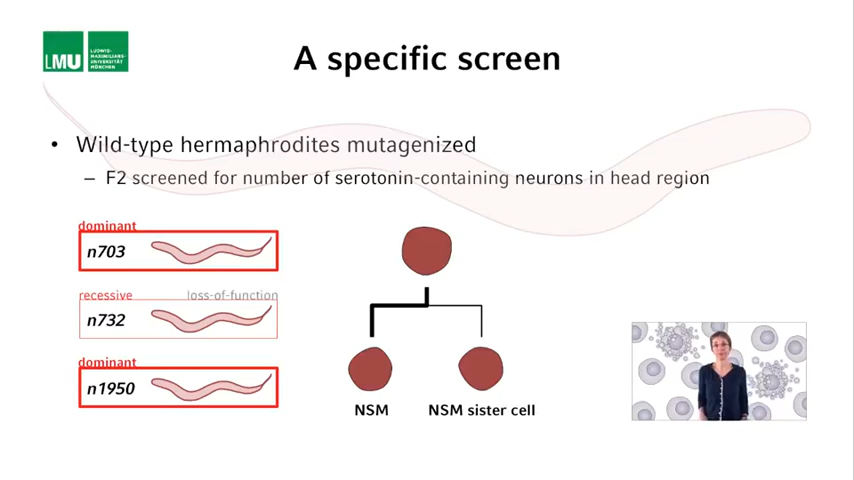 LMU
LUDWIG-
MAXIMILIANS-
UNIVERSITÄT
MÜNCHEN
A specific screen
• Wild-type hermaphrodites mutagenized
– F2 screened for number of serotonin-containing neurons in head region
dominant
n703
recessive loss-of-function
n732
dominant
n1950
NSM
NSM sister cell